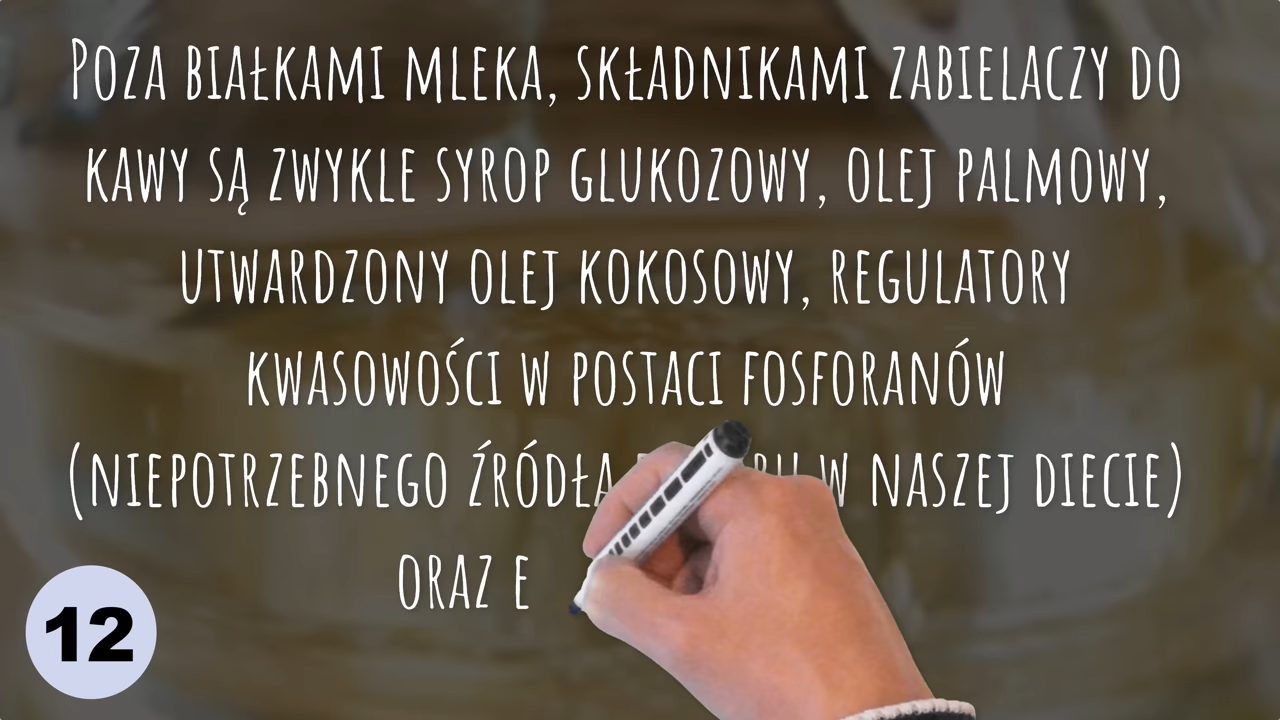 Poza białkami mleka, składnikami zabielaczy do
kawy są zwykle syrop glukozowy, olej palmowy,
utwardzony olej kokosowy, regulatory
kwasowości w postaci fosforanów
(niepotrzebnego źródła w naszej diecie)
oraz e
12